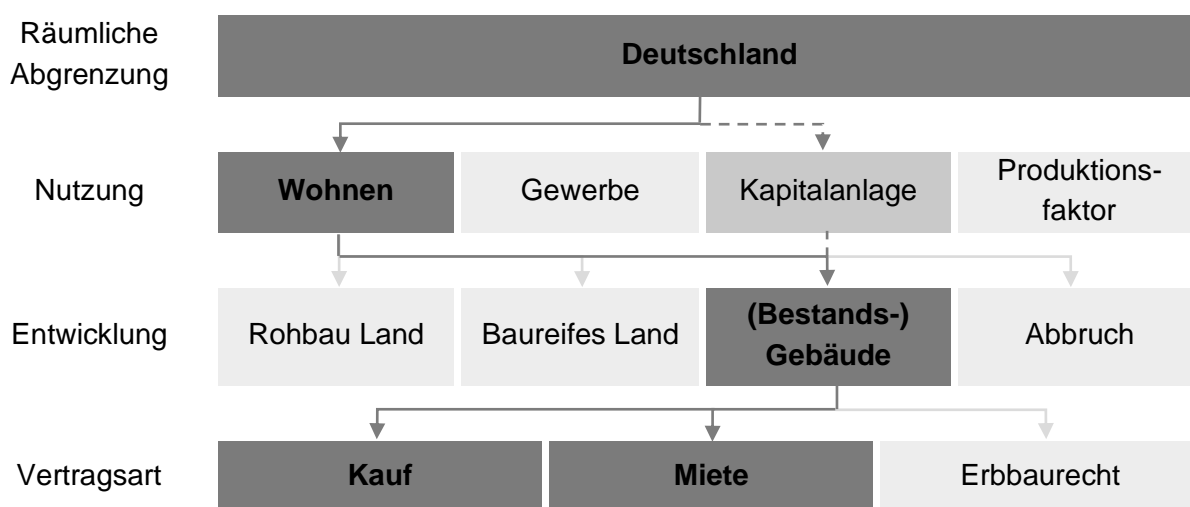 Räumliche
Abgrenzung
Deutschland
Nutzung
Wohnen
Gewerbe
Kapitalanlage
Produktions-
faktor
Entwicklung
Rohbau Land
Baureifes Land
(Bestands-)
Gebäude
Abbruch
Vertragsart
Kauf
Miete
Erbbaurecht